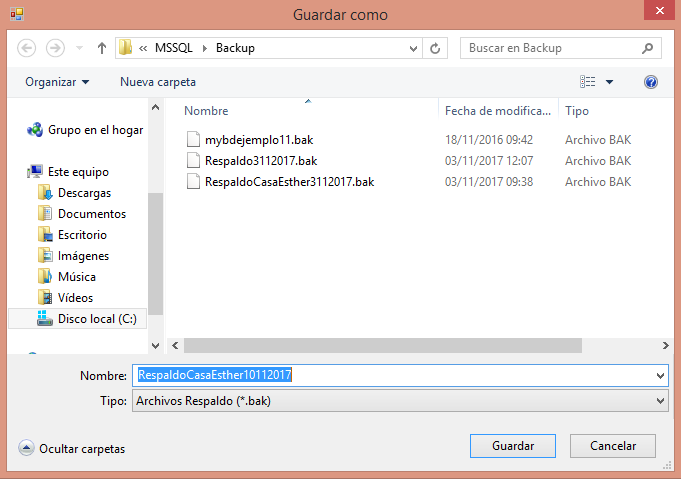 Guardar como
« MSSQL Backup
Buscar en Backup
Organizar Nueva carpeta
Nombre Fecha de modifica... Tipo
Grupo en el hogar
Este equipo
Descargas
Documentos
Escritorio
Imágenes
Música
Vídeos
Disco local (C:)
mybdejemplo11.bak 18/11/2016 09:42 Archivo BAK
Respaldo3112017.bak 03/11/2017 12:07 Archivo BAK
RespaldoCasaEsther3112017.bak 03/11/2017 09:38 Archivo BAK
Nombre: RespaldoCasaEsther10112017
Tipo: Archivos Respaldo (*.bak)
Ocultar carpetas
Guardar Cancelar